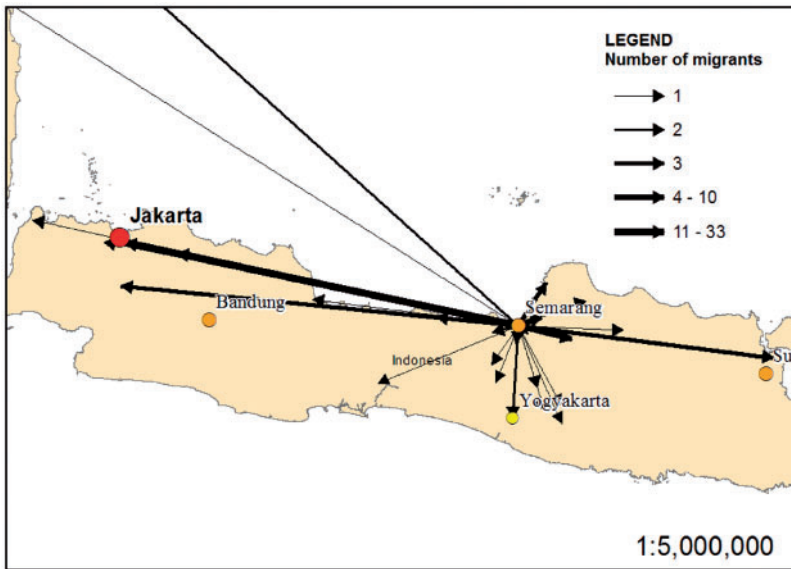 LEGEND
Number of migrants
1
2
3
4 - 10
11 - 33
Jakarta
Bandung
Semarang
Indonesia
Su
Yogyakarta
1:5,000,000